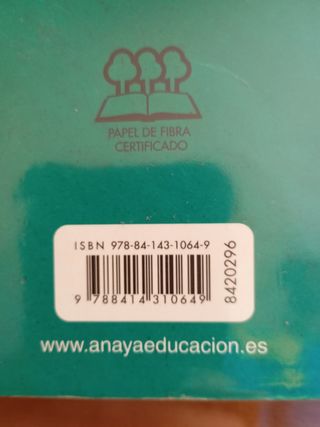 PAPEL DE FIBRA
CERTIFICADO
ISBN 978-84-143-1064-9
9 788414 310649
8420296
www.anayaeducacion.es